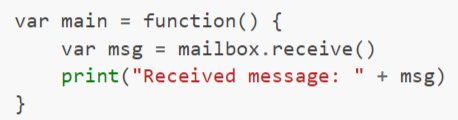 var main = function() {
    var msg = mailbox.receive()
    print("Received message: " + msg)
}